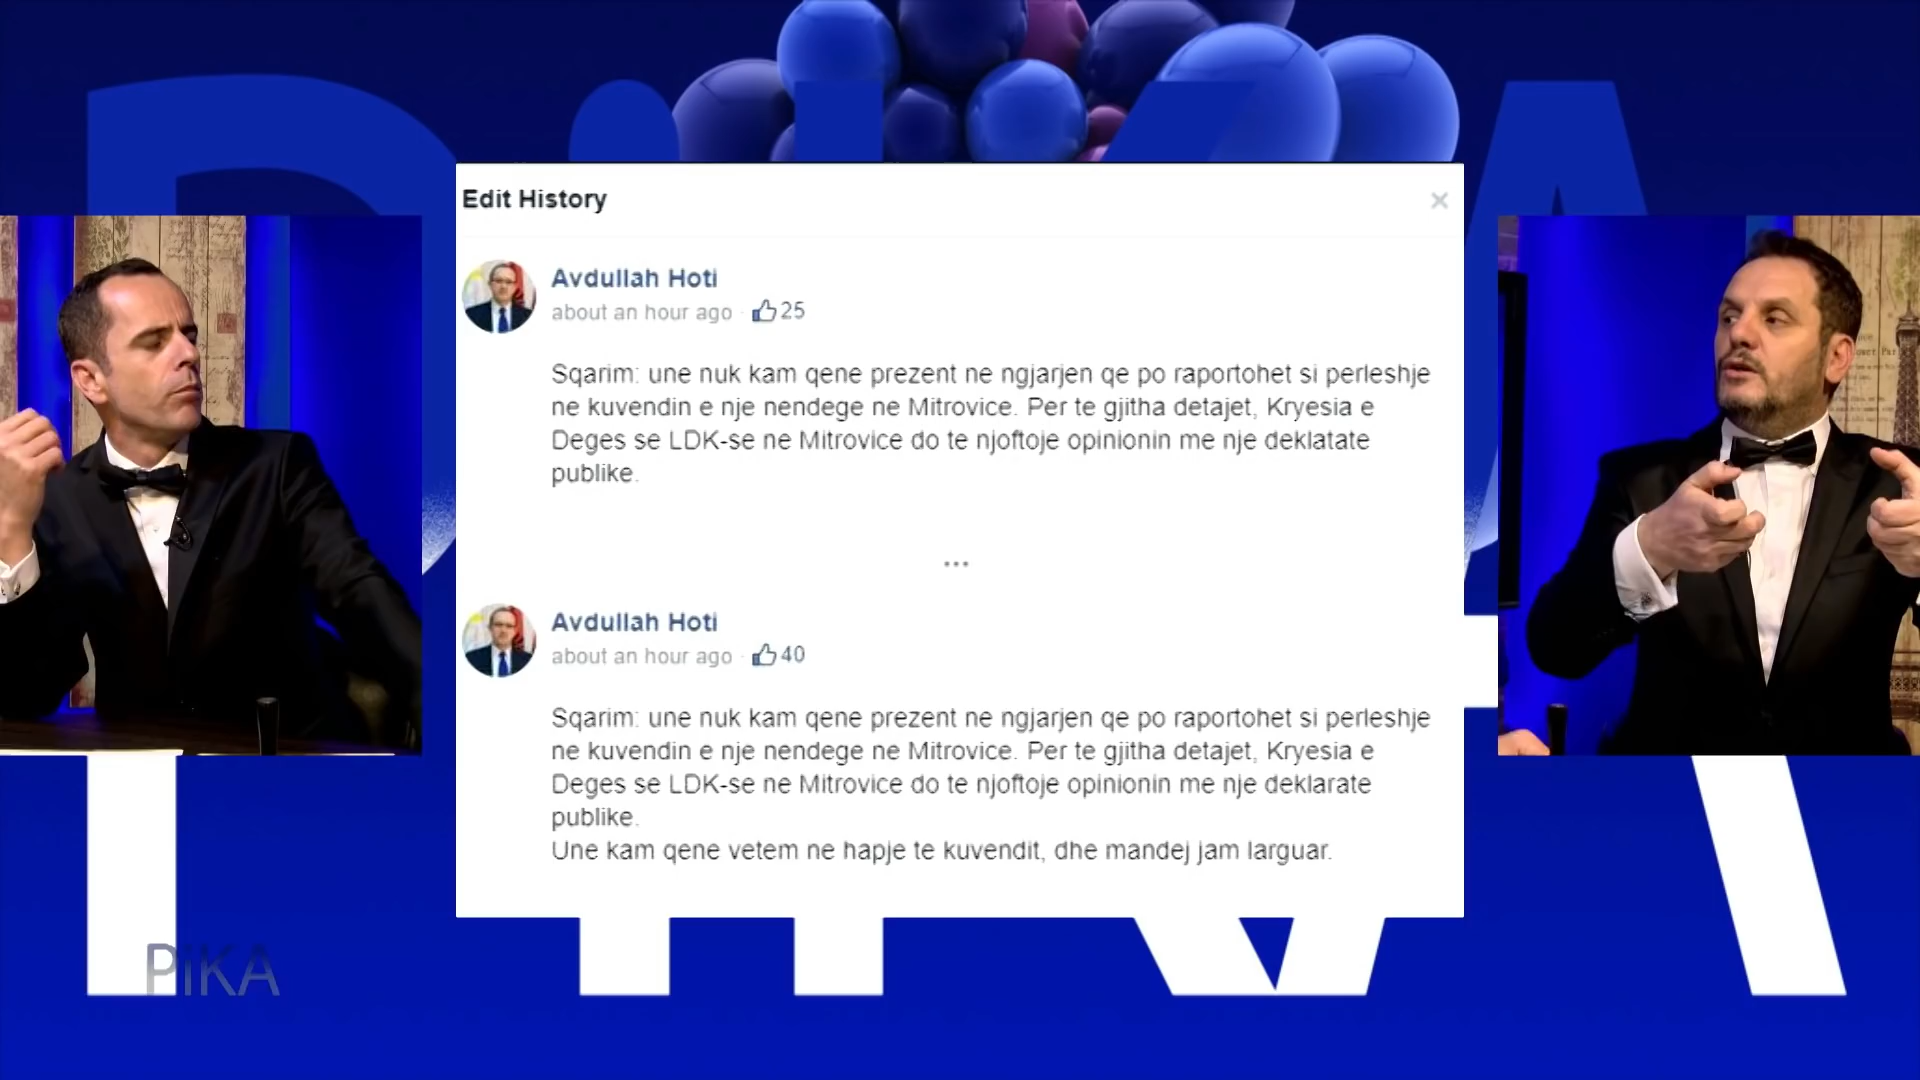 Edit History
Avdullah Hoti
about an hour ago · 25
Sqarim: une nuk kam qene prezent ne ngjarjen qe po raportohet si perleshje
ne kuvendin e nje nendege ne Mitrovice. Per te gjitha detajet, Kryesia e
Deges se LDK-se ne Mitrovice do te njoftoje opinionin me nje deklatate
publike.
...
Avdullah Hoti
about an hour ago · 40
Sqarim: une nuk kam qene prezent ne ngjarjen qe po raportohet si perleshje
ne kuvendin e nje nendege ne Mitrovice. Per te gjitha detajet, Kryesia e
Deges se LDK-se ne Mitrovice do te njoftoje opinionin me nje deklarate
publike.
Une kam qene vetem ne hapje te kuvendit, dhe mandej jam larguar.
PiKA